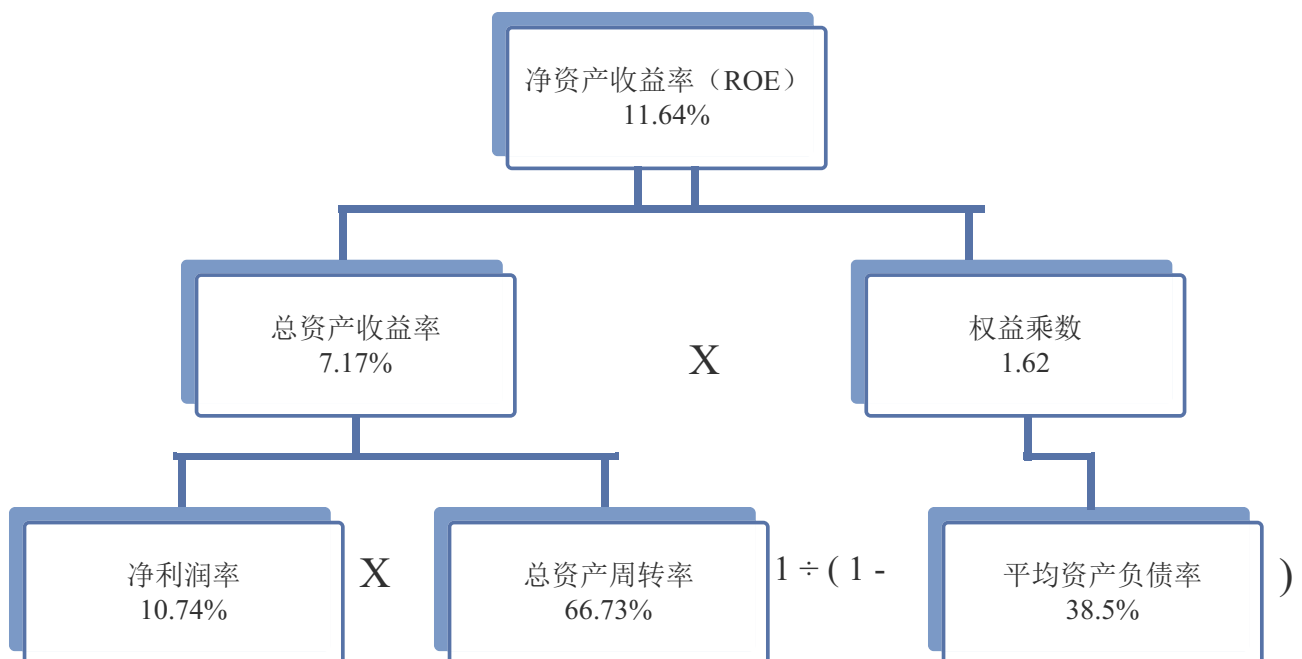 净资产收益率（ROE）
11.64%
总资产收益率
7.17%
X
权益乘数
1.62
净利润率
10.74%
X
总资产周转率
66.73%
1 ÷ ( 1 -
平均资产负债率
38.5%
)